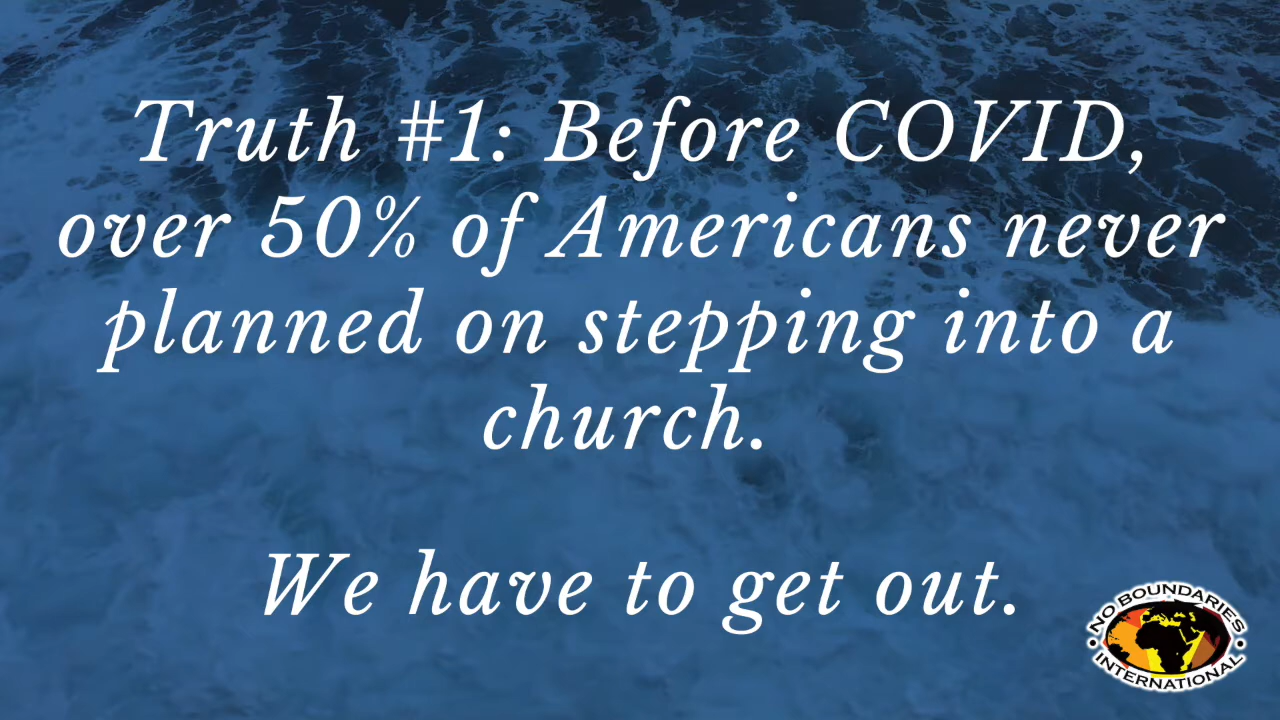 Truth #1: Before COVID,
over 50% of Americans never
planned on stepping into a
church.
We have to get out.
NO BOUNDARIES
INTERNATIONAL